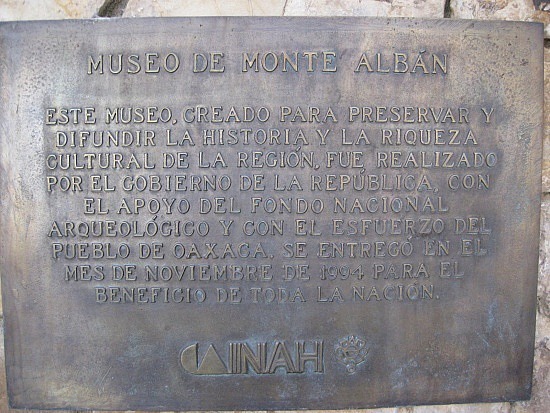 MUSEO DE MONTE ALBÁN
ESTE MUSEO, CREADO PARA PRESERVAR Y
DIFUNDIR LA HISTORIA Y LA RIQUEZA
CULTURAL DE LA REGIÓN, FUE REALIZADO
POR EL GOBIERNO DE LA REPÚBLICA, CON
EL APOYO DEL FONDO NACIONAL
ARQUEOLÓGICO Y CON EL ESFUERZO DEL
PUEBLO DE OAXACA. SE ENTREGÓ EN EL
MES DE NOVIEMBRE DE 1994 PARA EL
BENEFICIO DE TODA LA NACIÓN.
INAH